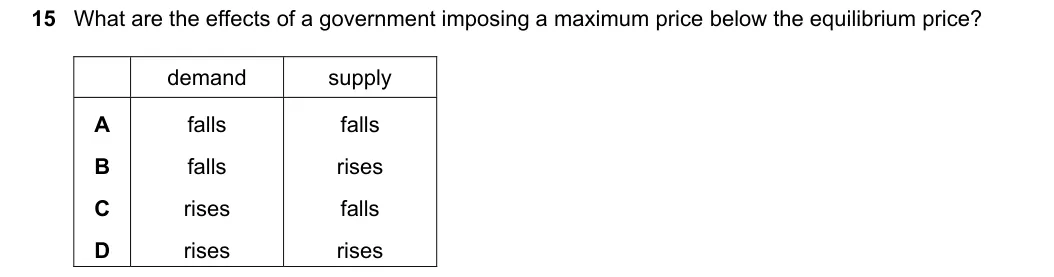 15 What are the effects of a government imposing a maximum price below the equilibrium price?
demand supply
A falls falls
B falls rises
C rises falls
D rises rises